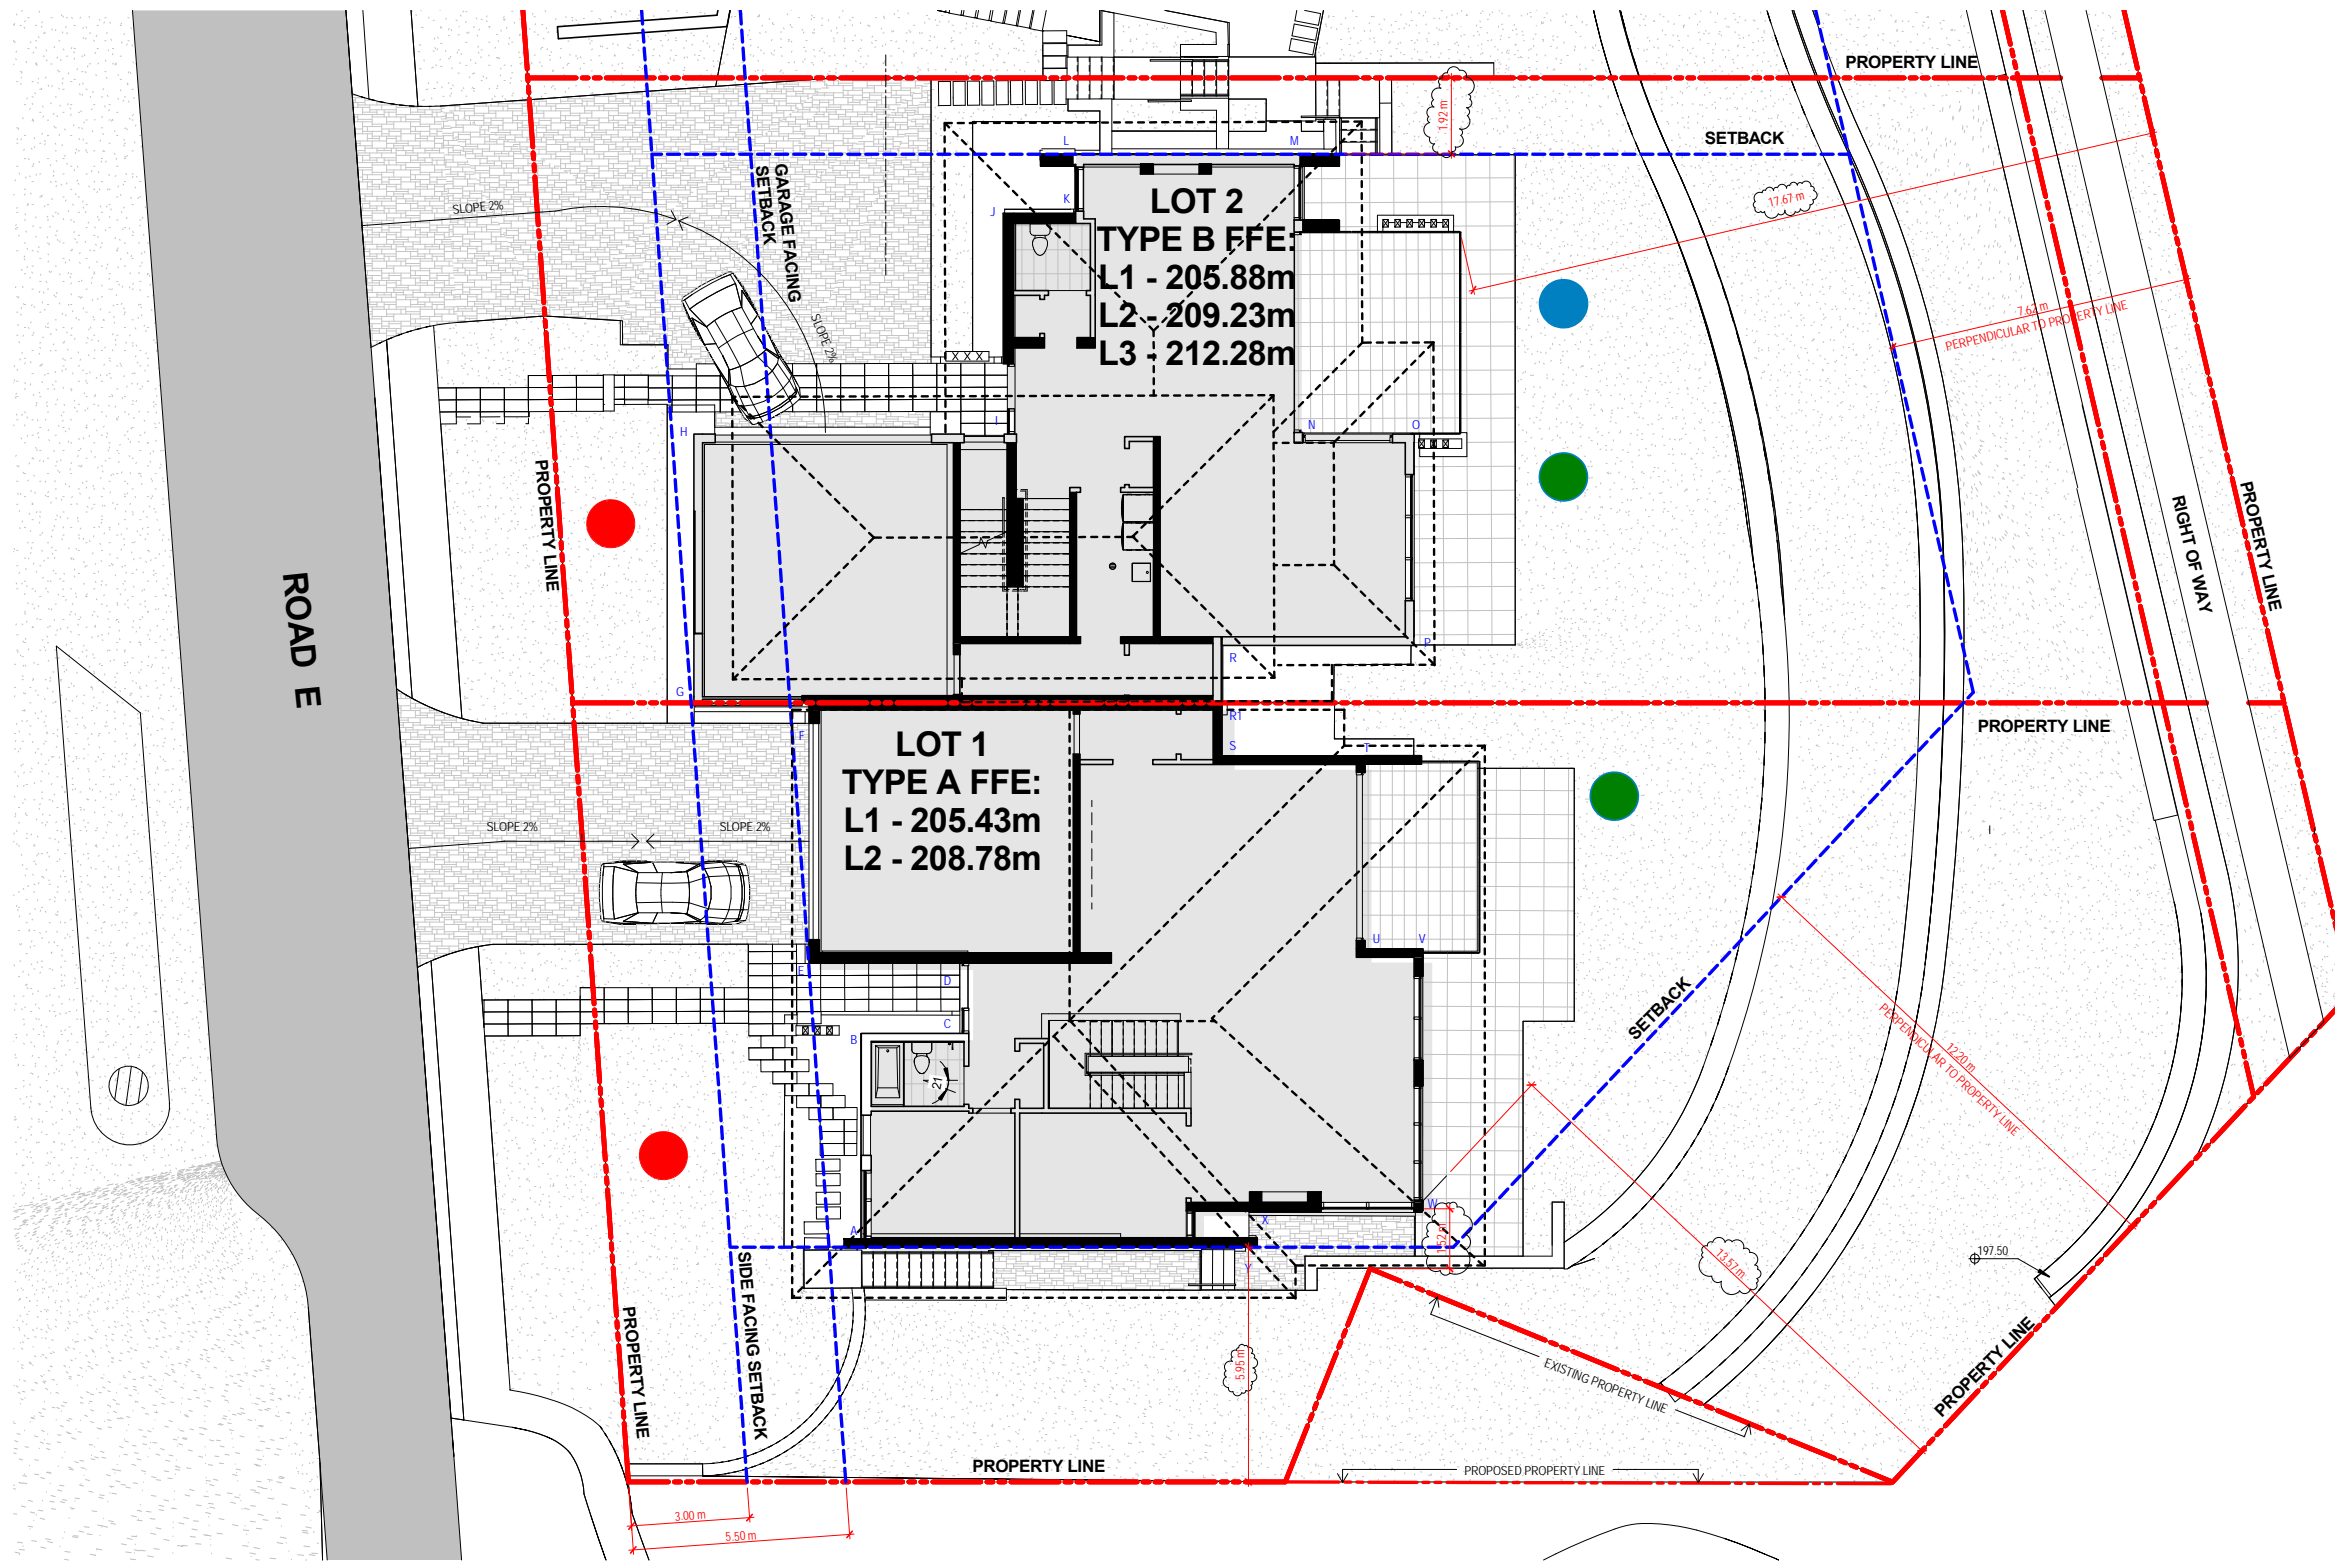 PROPERTY LINE
1.92 m
SETBACK
L
M
GARAGE FACING
SETBACK
LOT 2
TYPE B FFE:
L1 - 205.88m
L2 - 209.23m
L3 - 212.28m
K
J
SLOPE 2%
17.67 m
SLOPE 2%
7.62 m
PERPENDICULAR TO PROPERTY LINE
I
H
N
O
PROPERTY LINE
RIGHT OF WAY
PROPERTY LINE
ROAD E
P
R
G
R1
PROPERTY LINE
F
S
T
LOT 1
TYPE A FFE:
L1 - 205.43m
L2 - 208.78m
SLOPE 2%
SLOPE 2%
U
V
E
D
C
B
SETBACK
12.20 m
PERPENDICULAR TO PROPERTY LINE
21
A
X
W
1.52 m
Y
197.50
13.57 m
SIDE FACING SETBACK
PROPERTY LINE
5.95 m
EXISTING PROPERTY LINE
PROPERTY LINE
PROPERTY LINE
PROPOSED PROPERTY LINE
3.00 m
5.50 m